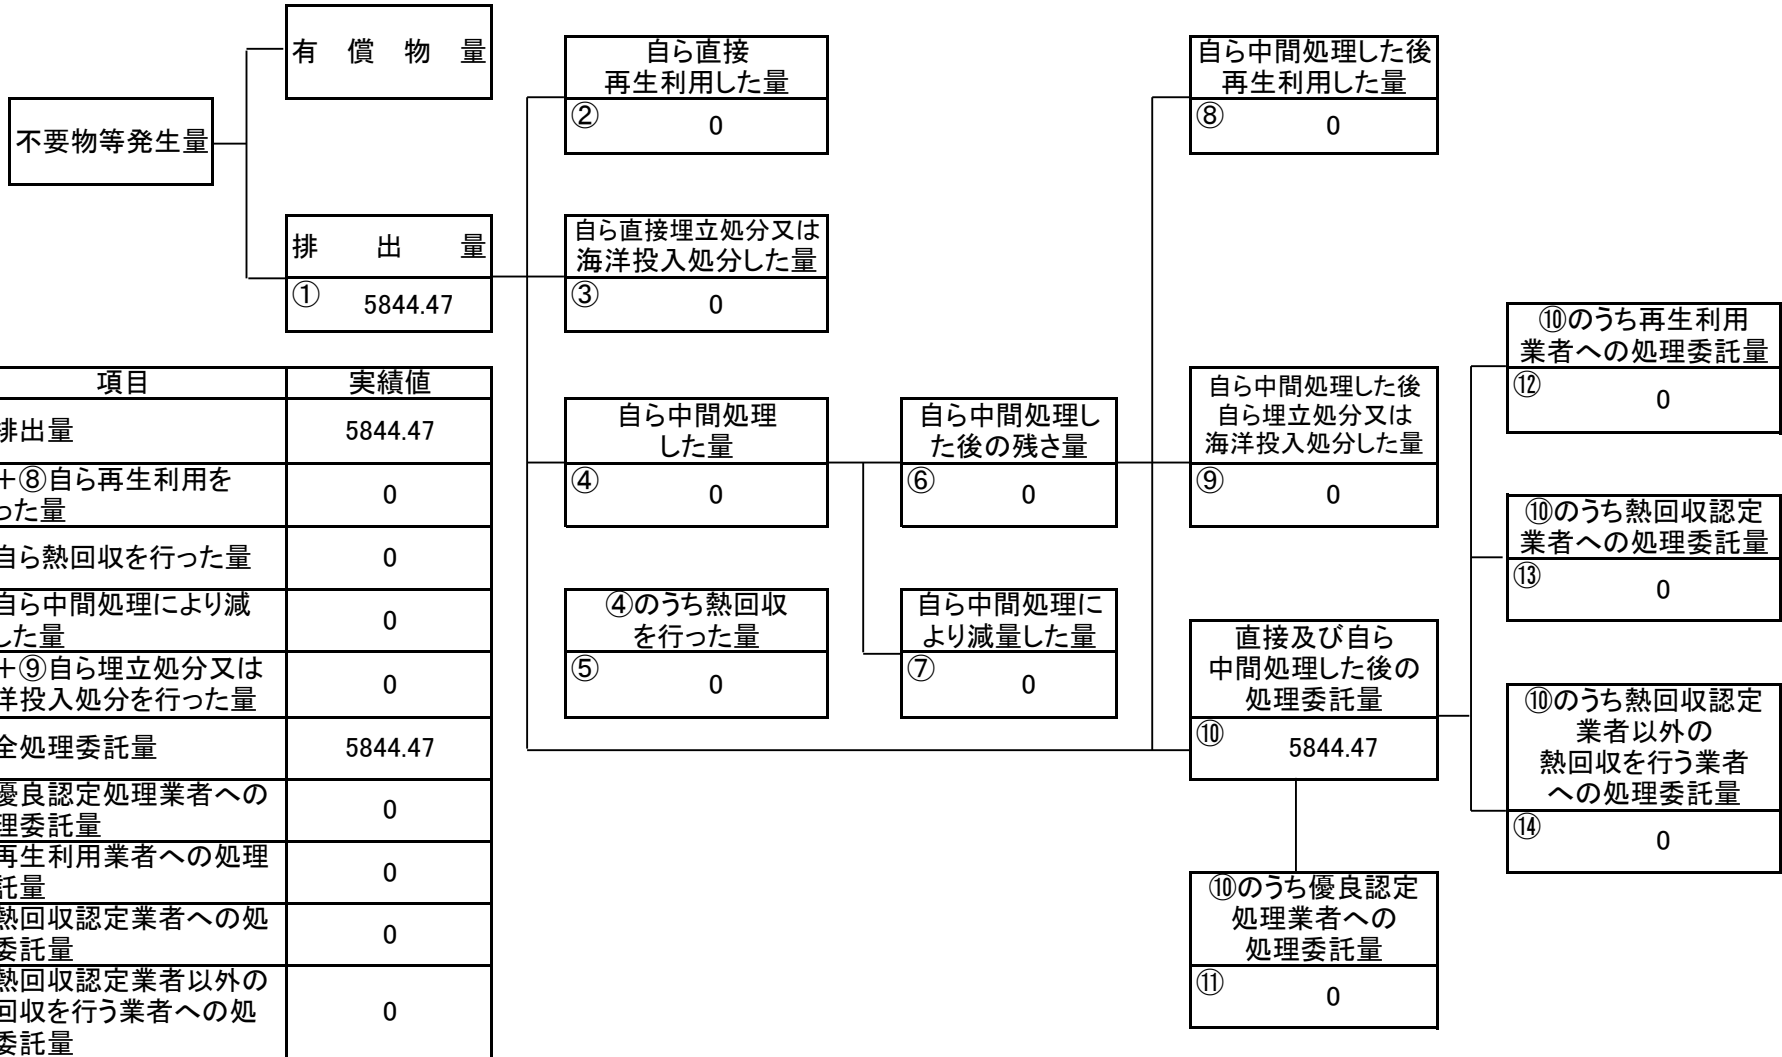 有 償 物 量
不要物等発生量
排 出 量
① 5844.47
自ら直接
再生利用した量
② 0
自ら直接埋立処分又は
海洋投入処分した量
③ 0
自ら中間処理
した量
④ 0
④のうち熱回収
を行った量
⑤ 0
自ら中間処理し
た後の残さ量
⑥ 0
自ら中間処理に
より減量した量
⑦ 0
自ら中間処理した後
再生利用した量
⑧ 0
自ら中間処理した後
自ら埋立処分又は
海洋投入処分した量
⑨ 0
直接及び自ら
中間処理した後の
処理委託量
⑩ 5844.47
⑩のうち優良認定
処理業者への
処理委託量
⑪ 0
⑩のうち再生利用
業者への処理委託量
⑫ 0
⑩のうち熱回収認定
業者への処理委託量
⑬ 0
⑩のうち熱回収認定
業者以外の
熱回収を行う業者
への処理委託量
⑭ 0
項目 実績値
排出量 5844.47
+⑧自ら再生利用を
った量 0
自ら熱回収を行った量 0
自ら中間処理により減
した量 0
+⑨自ら埋立処分又は
洋投入処分を行った量 0
全処理委託量 5844.47
優良認定処理業者への
理委託量 0
再生利用業者への処理
託量 0
熱回収認定業者への処
委託量 0
熱回収認定業者以外の
回収を行う業者への処
委託量 0